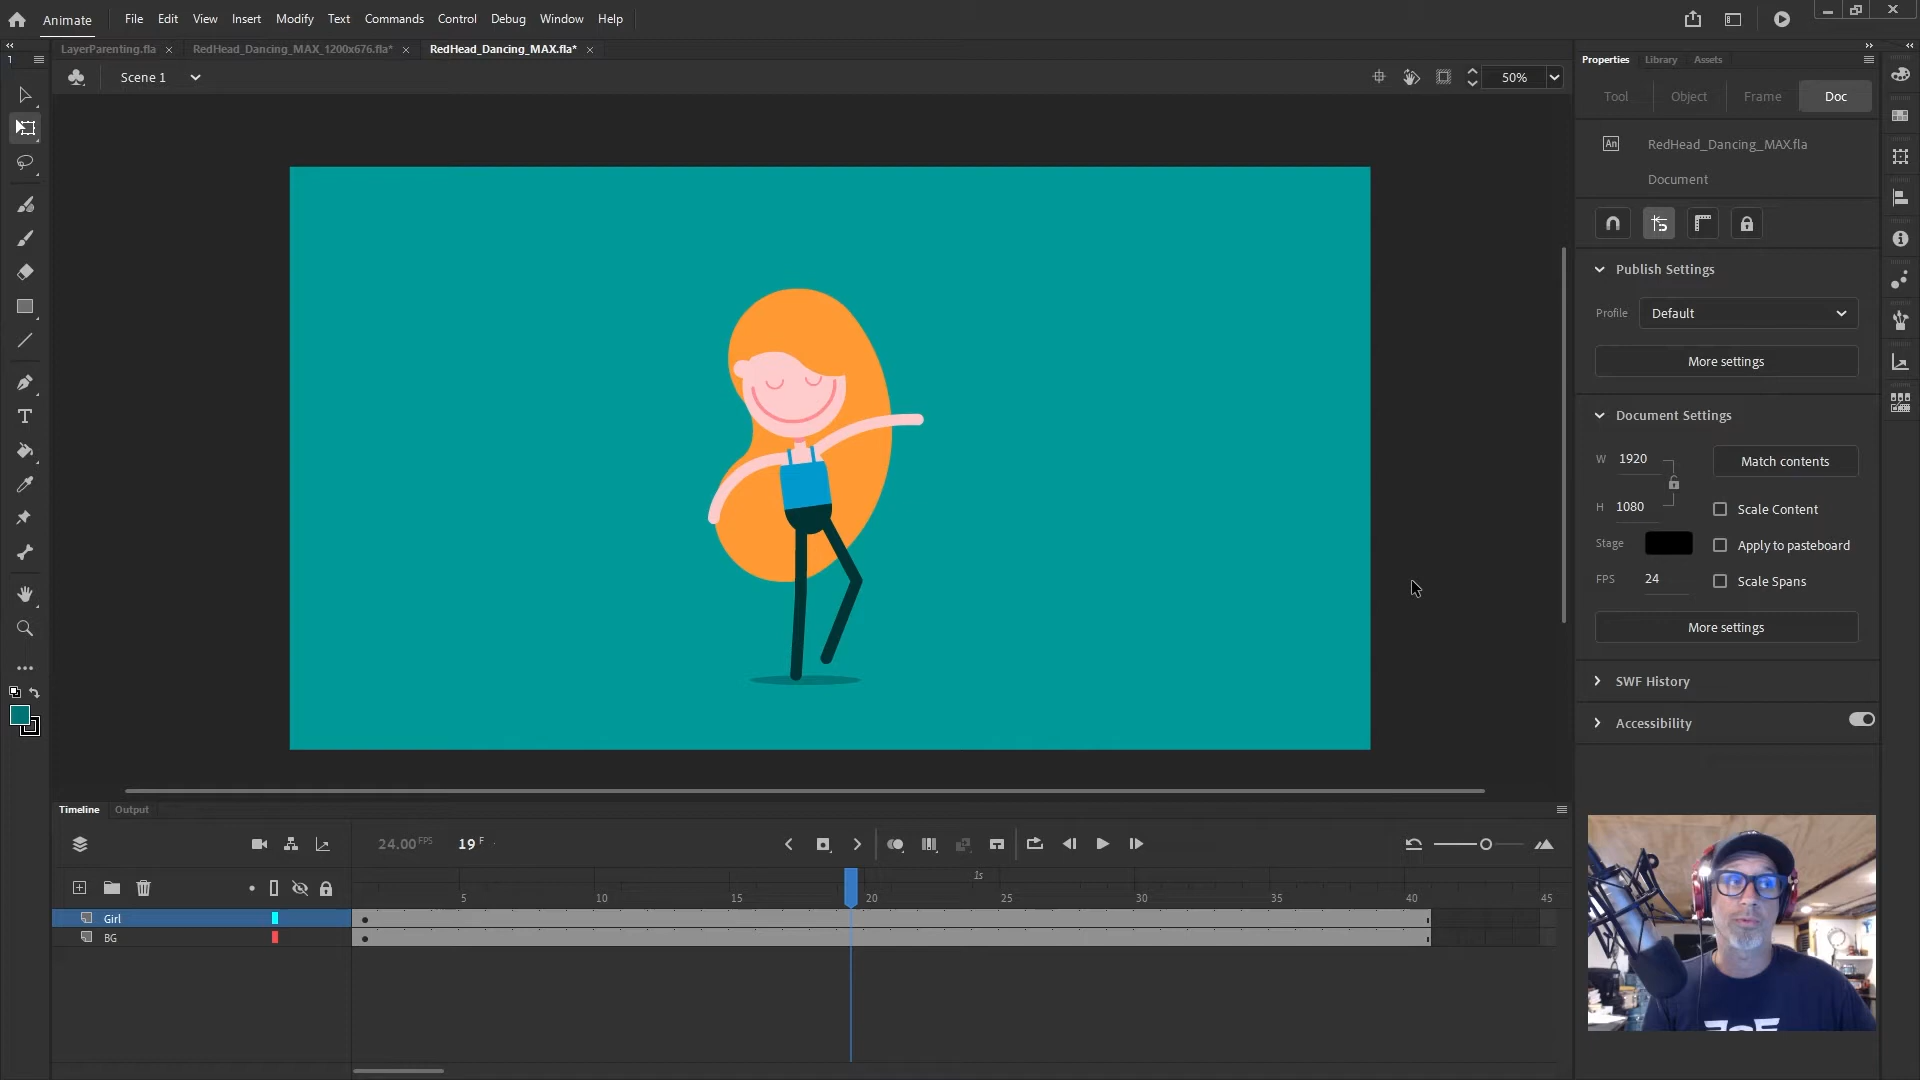 Animate File Edit View Insert Modify Text Commands Control Debug Window Help
LayerParenting.fla RedHead_Dancing_MAX_1200x676.fla* RedHead_Dancing_MAX.fla*
1
Scene 1 50%
Properties Library Assets
Tool Object Frame Doc
An RedHead_Dancing_MAX.fla
Document
Publish Settings
Profile Default
More settings
Document Settings
W 1920 Match contents
H 1080 Scale Content
Stage Apply to pasteboard
FPS 24 Scale Spans
More settings
SWF History
Accessibility
Timeline Output
24.00 FPS 19 F
1s
5 10 15 20 25 30 35 40 45
Girl
BG